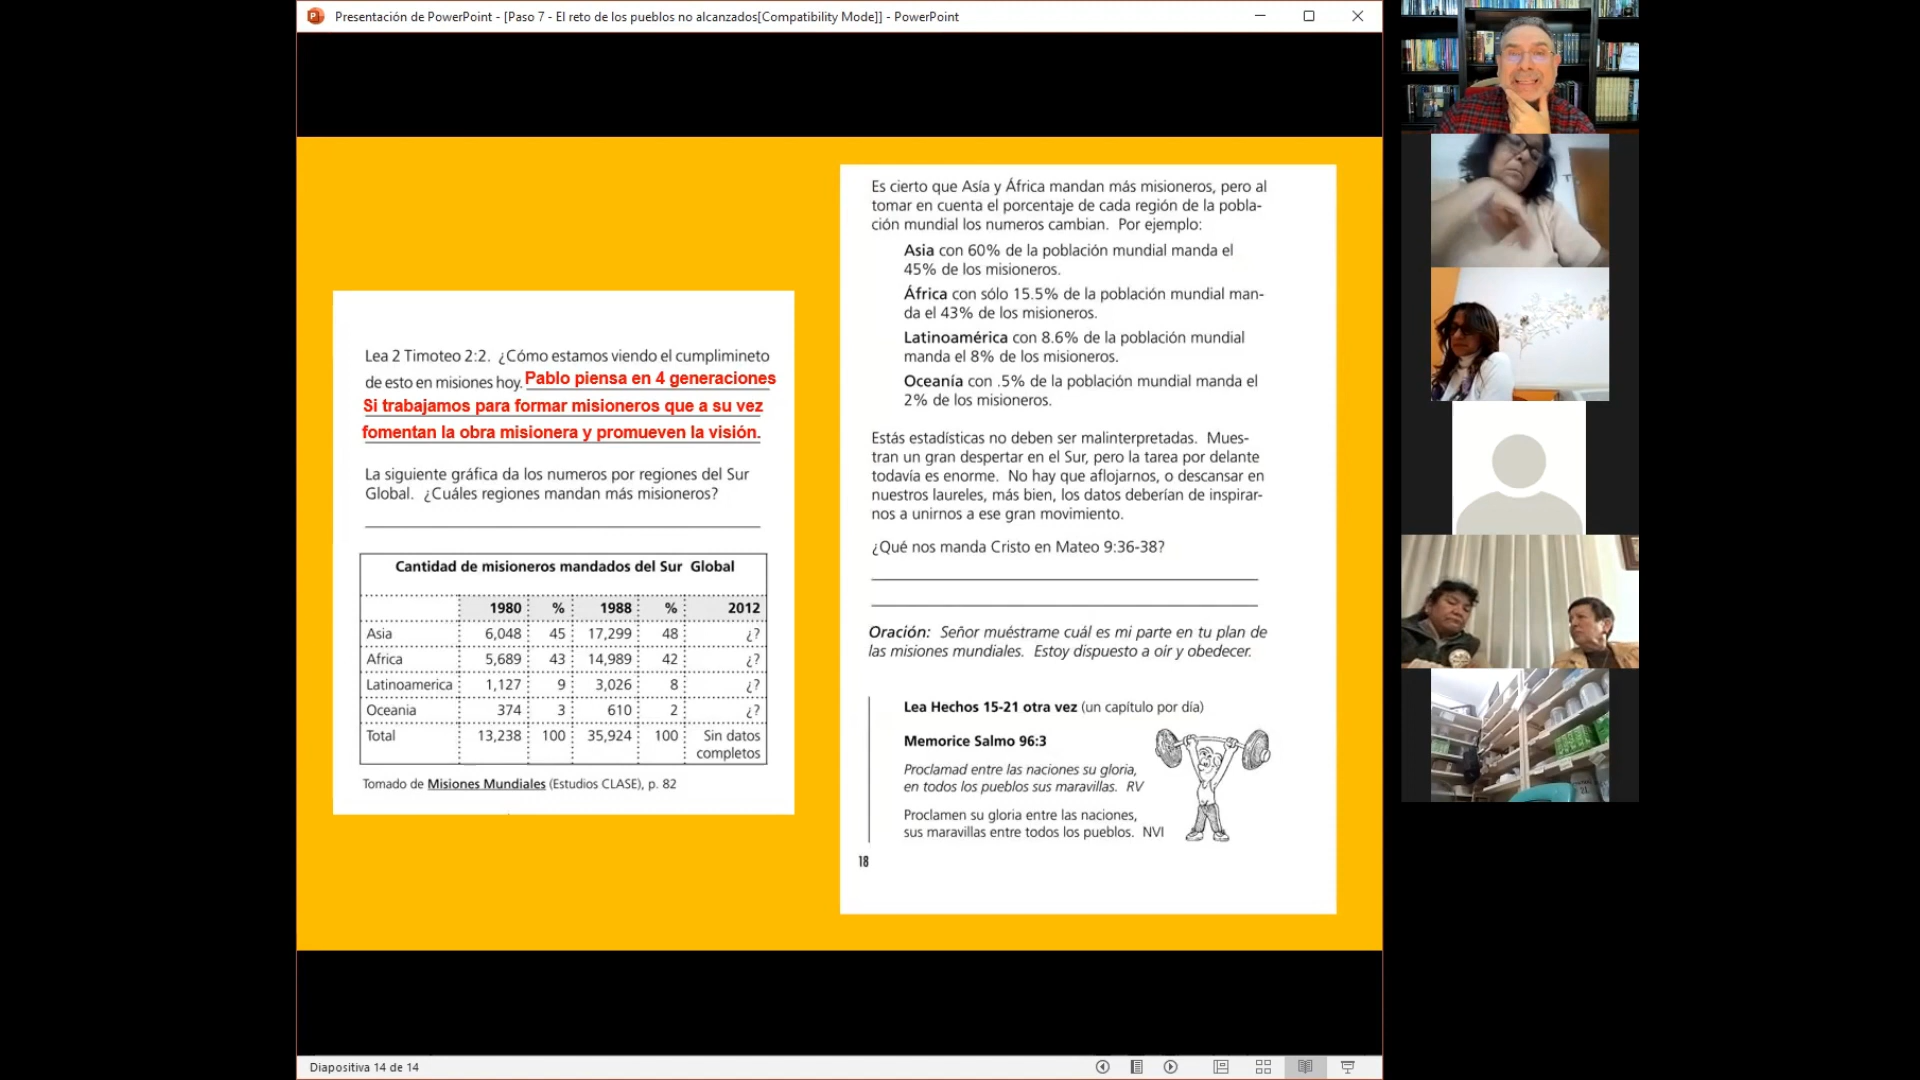 Presentación de PowerPoint - [Paso 7 - El reto de los pueblos no alcanzados[Compatibility Mode]] - PowerPoint
Lea 2 Timoteo 2:2. ¿Cómo estamos viendo el cumplimineto
de esto en misiones hoy. Pablo piensa en 4 generaciones
Si trabajamos para formar misioneros que a su vez
fomentan la obra misionera y promueven la visión.
La siguiente gráfica da los numeros por regiones del Sur
Global. ¿Cuáles regiones mandan más misioneros?
Cantidad de misioneros mandados del Sur Global
1980 % 1988 % 2012
Asia 6,048 45 17,299 48 ¿?
Africa 5,689 43 14,989 42 ¿?
Latinoamerica 1,127 9 3,026 8 ¿?
Oceania 374 3 610 2 ¿?
Total 13,238 100 35,924 100 Sin datos
completos
Tomado de Misiones Mundiales (Estudios CLASE), p. 82
Es cierto que Asía y África mandan más misioneros, pero al
tomar en cuenta el porcentaje de cada región de la pobla-
ción mundial los numeros cambian. Por ejemplo:
Asia con 60% de la población mundial manda el
45% de los misioneros.
África con sólo 15.5% de la población mundial man-
da el 43% de los misioneros.
Latinoamérica con 8.6% de la población mundial
manda el 8% de los misioneros.
Oceanía con .5% de la población mundial manda el
2% de los misioneros.
Estás estadísticas no deben ser malinterpretadas. Mues-
tran un gran despertar en el Sur, pero la tarea por delante
todavía es enorme. No hay que aflojarnos, o descansar en
nuestros laureles, más bien, los datos deberían de inspirar-
nos a unirnos a ese gran movimiento.
¿Qué nos manda Cristo en Mateo 9:36-38?
Oración: Señor muéstrame cuál es mi parte en tu plan de
las misiones mundiales. Estoy dispuesto a oír y obedecer.
Lea Hechos 15-21 otra vez (un capítulo por día)
Memorice Salmo 96:3
Proclamad entre las naciones su gloria,
en todos los pueblos sus maravillas. RV
Proclamen su gloria entre las naciones,
sus maravillas entre todos los pueblos. NVI
18
Diapositiva 14 de 14